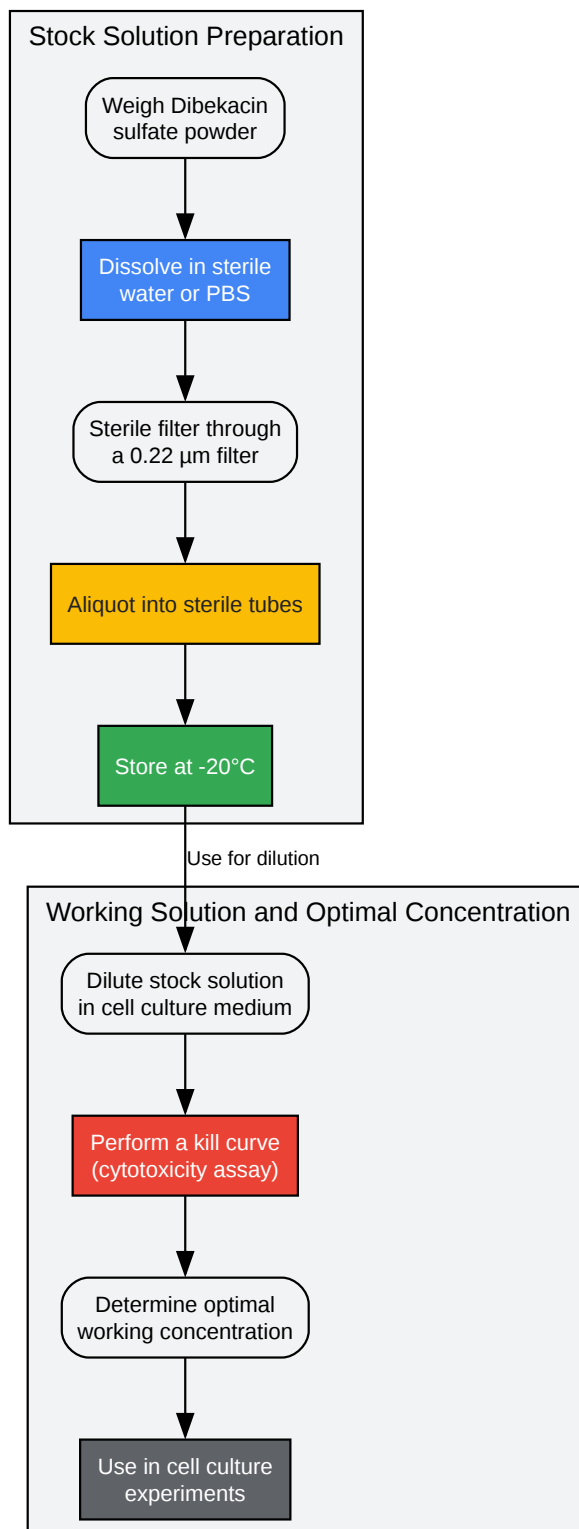 Stock Solution Preparation
Weigh Dibekacin
sulfate powder
Dissolve in sterile
water or PBS
Sterile filter through
a 0.22 µm filter
Aliquot into sterile tubes
Store at -20°C
Use for dilution
Working Solution and Optimal Concentration
Dilute stock solution
in cell culture medium
Perform a kill curve
(cytotoxicity assay)
Determine optimal
working concentration
Use in cell culture
experiments